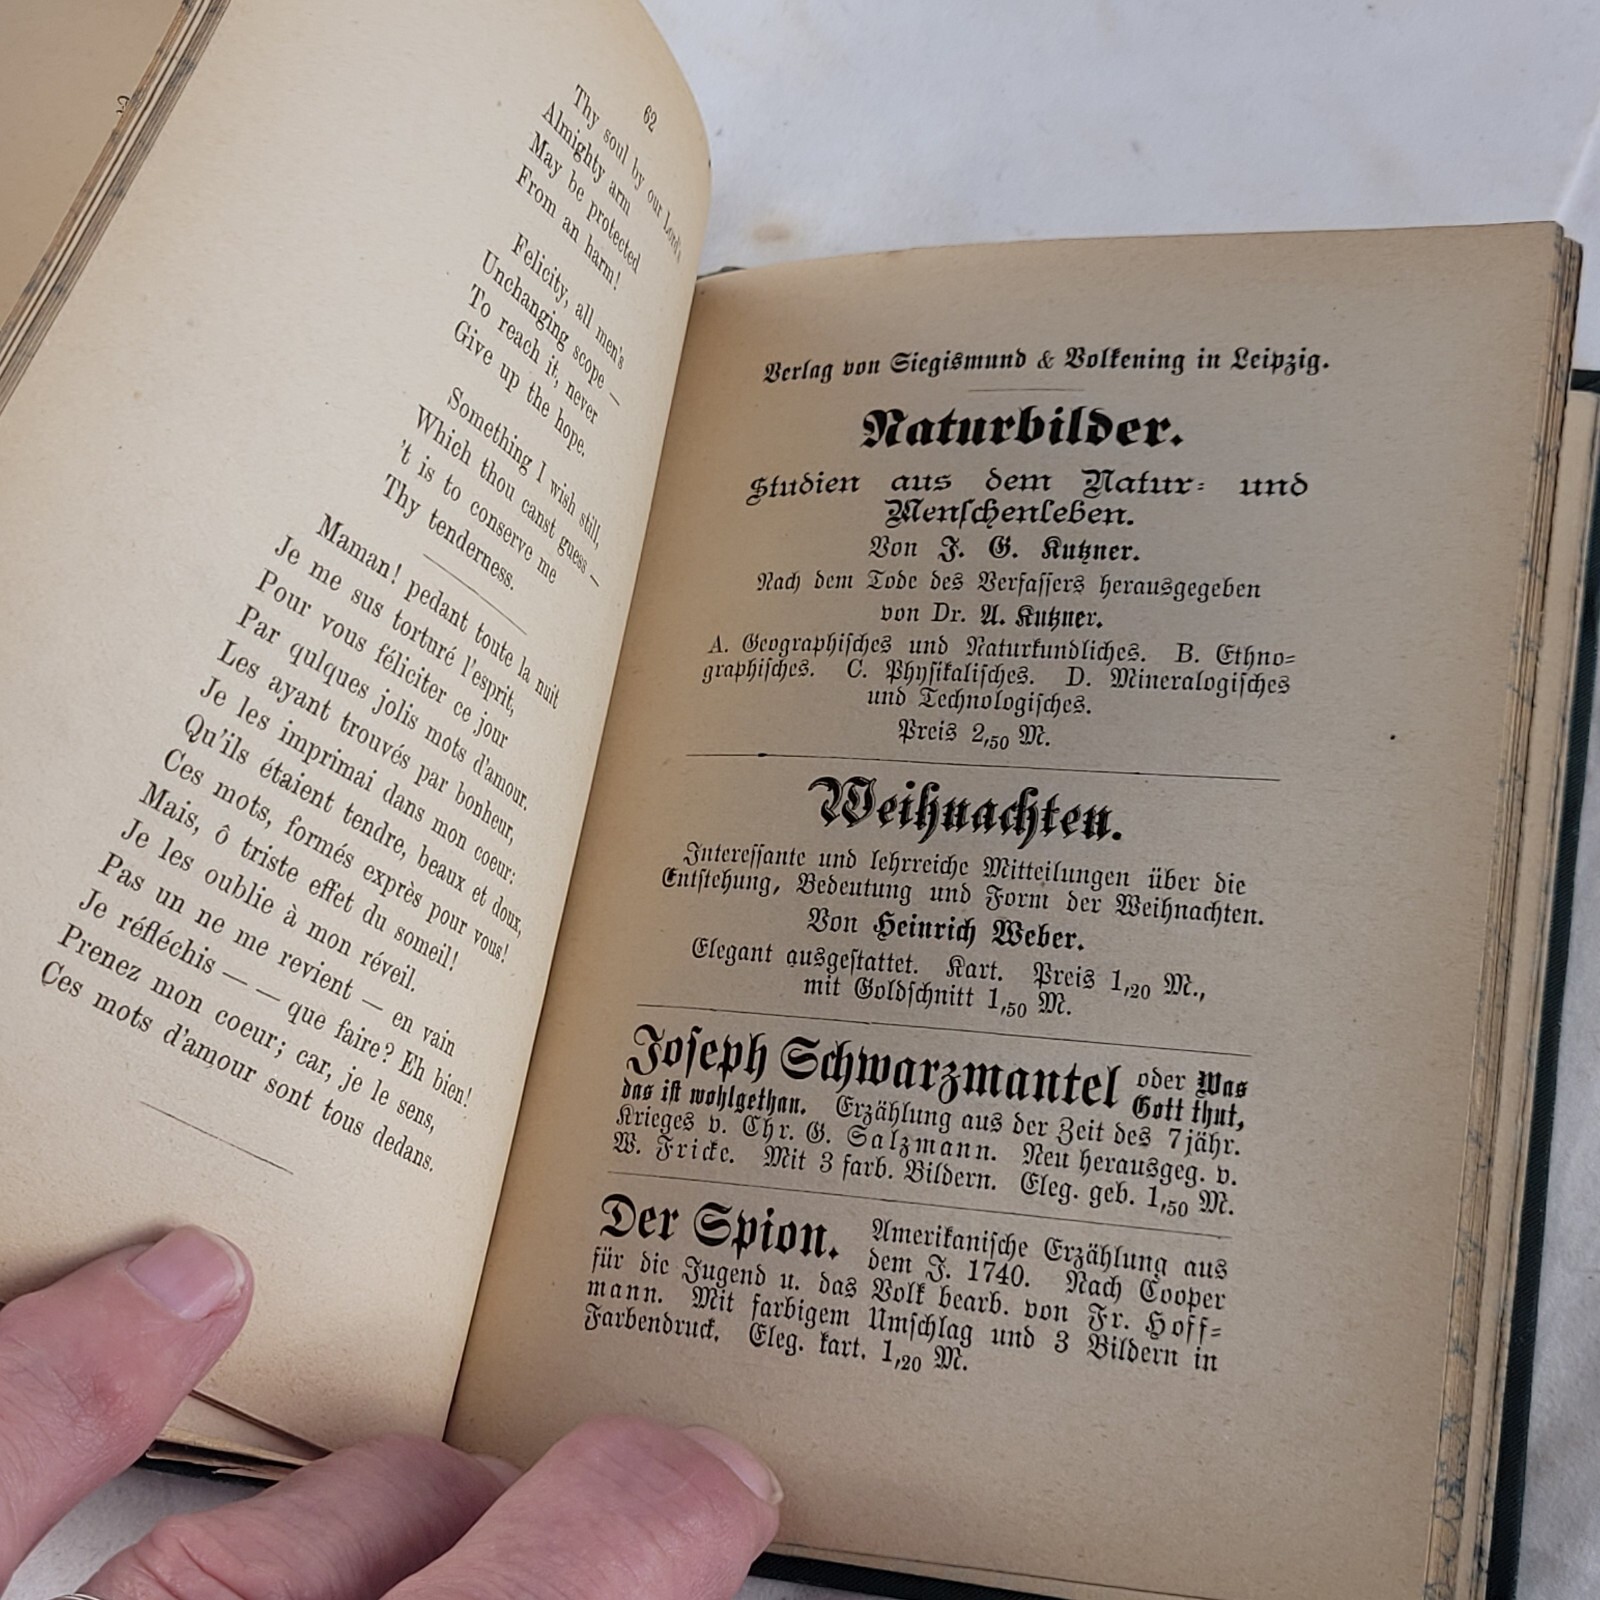 62
Thy soul by our Lord's
Almighty arm
May be protected
From an harm!
Felicity, all men's
Unchanging scope —
To reach it, never
Give up the hope.
Something I wish still,
Which thou canst guess —
't is to conserve me
Thy tenderness.
Maman! pedant toute la nuit
Je me sus torturé l'esprit,
Pour vous féliciter ce jour
Par qulques jolis mots d'amour.
Les ayant trouvés par bonheur,
Je les imprimai dans mon coeur:
Qu'ils étaient tendre, beaux et doux,
Ces mots, formés exprès pour vous!
Mais, ô triste effet du someil!
Je les oublie à mon réveil.
Pas un ne me revient — en vain
Je réfléchis — — que faire? Eh bien!
Prenez mon coeur; car, je le sens,
Ces mots d'amour sont tous dedans.
Verlag von Siegismund & Volkening in Leipzig.
Naturbilder.
Studien aus dem Natur- und
Menschenleben.
Von J. G. Kutzner.
Nach dem Tode des Verfassers herausgegeben
von Dr. A. Kutzner.
A. Geographisches und Naturkundliches. B. Ethno-
graphisches. C. Physikalisches. D. Mineralogisches
und Technologisches.
Preis 2,50 M.
Weihnachten.
Interessante und lehrreiche Mitteilungen über die
Entstehung, Bedeutung und Form der Weihnachten.
Von Heinrich Weber.
Elegant ausgestattet. Kart. Preis 1,20 M.,
mit Goldschnitt 1,50 M.
Joseph Schwarzmantel oder Was Gott thut,
das ist wohlgethan. Erzählung aus der Zeit des 7jähr.
Krieges v. Chr. G. Salzmann. Neu herausgeg. v.
W. Fricke. Mit 3 farb. Bildern. Eleg. geb. 1,50 M.
Der Spion. Amerikanische Erzählung aus
dem J. 1740. Nach Cooper
für die Jugend u. das Volk bearb. von Fr. Hoff-
mann. Mit farbigem Umschlag und 3 Bildern in
Farbendruck. Eleg. kart. 1,20 M.